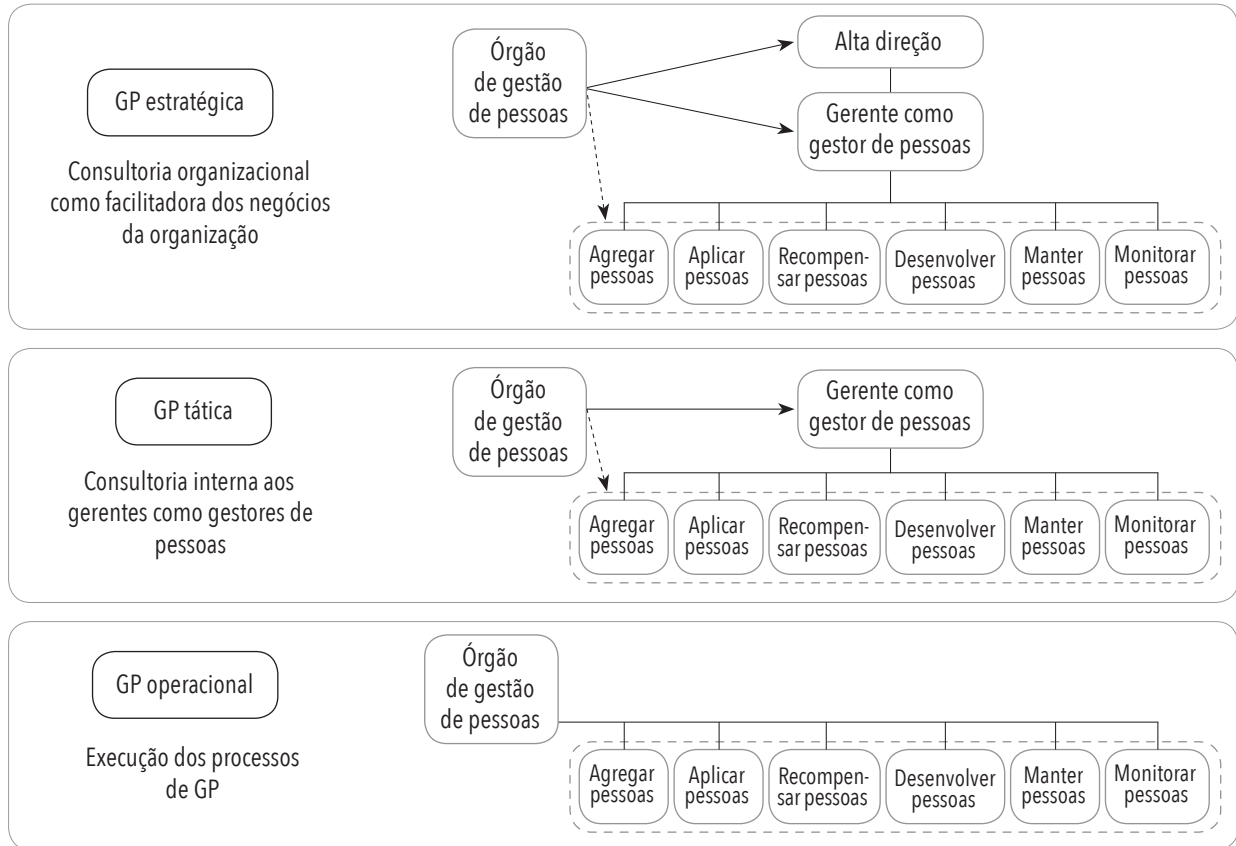 GP estratégica
Consultoria organizacional
como facilitadora dos negócios
da organização
Órgão
de gestão
de pessoas
Alta direção
Gerente como
gestor de pessoas
Agregar
pessoas
Aplicar
pessoas
Recompen-
sar pessoas
Desenvolver
pessoas
Manter
pessoas
Monitorar
pessoas
GP tática
Consultoria interna aos
gerentes como gestores de
pessoas
Órgão
de gestão
de pessoas
Gerente como
gestor de pessoas
Agregar
pessoas
Aplicar
pessoas
Recompen-
sar pessoas
Desenvolver
pessoas
Manter
pessoas
Monitorar
pessoas
GP operacional
Execução dos processos
de GP
Órgão
de gestão
de pessoas
Agregar
pessoas
Aplicar
pessoas
Recompen-
sar pessoas
Desenvolver
pessoas
Manter
pessoas
Monitorar
pessoas